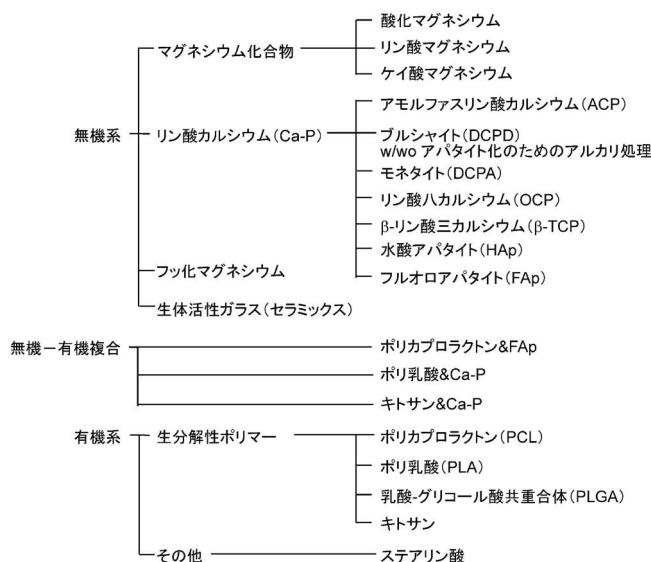 酸化マグネシウム
マグネシウム化合物
リン酸マグネシウム
ケイ酸マグネシウム
アモルファスリン酸カルシウム(ACP)
無機系
リン酸カルシウム(Ca-P)
ブルシャイト(DCPD)
w/wo アパタイト化のためのアルカリ処理
モネタイト(DCPA)
リン酸八カルシウム(OCP)
β-リン酸三カルシウム(β-TCP)
水酸アパタイト(HAp)
フッ化マグネシウム
フルオロアパタイト(FAp)
生体活性ガラス(セラミックス)
無機－有機複合
ポリカプロラクトン&FAp
ポリ乳酸&Ca-P
キトサン&Ca-P
有機系
生分解性ポリマー
ポリカプロラクトン(PCL)
ポリ乳酸(PLA)
乳酸-グリコール酸共重合体(PLGA)
キトサン
その他
ステアリン酸